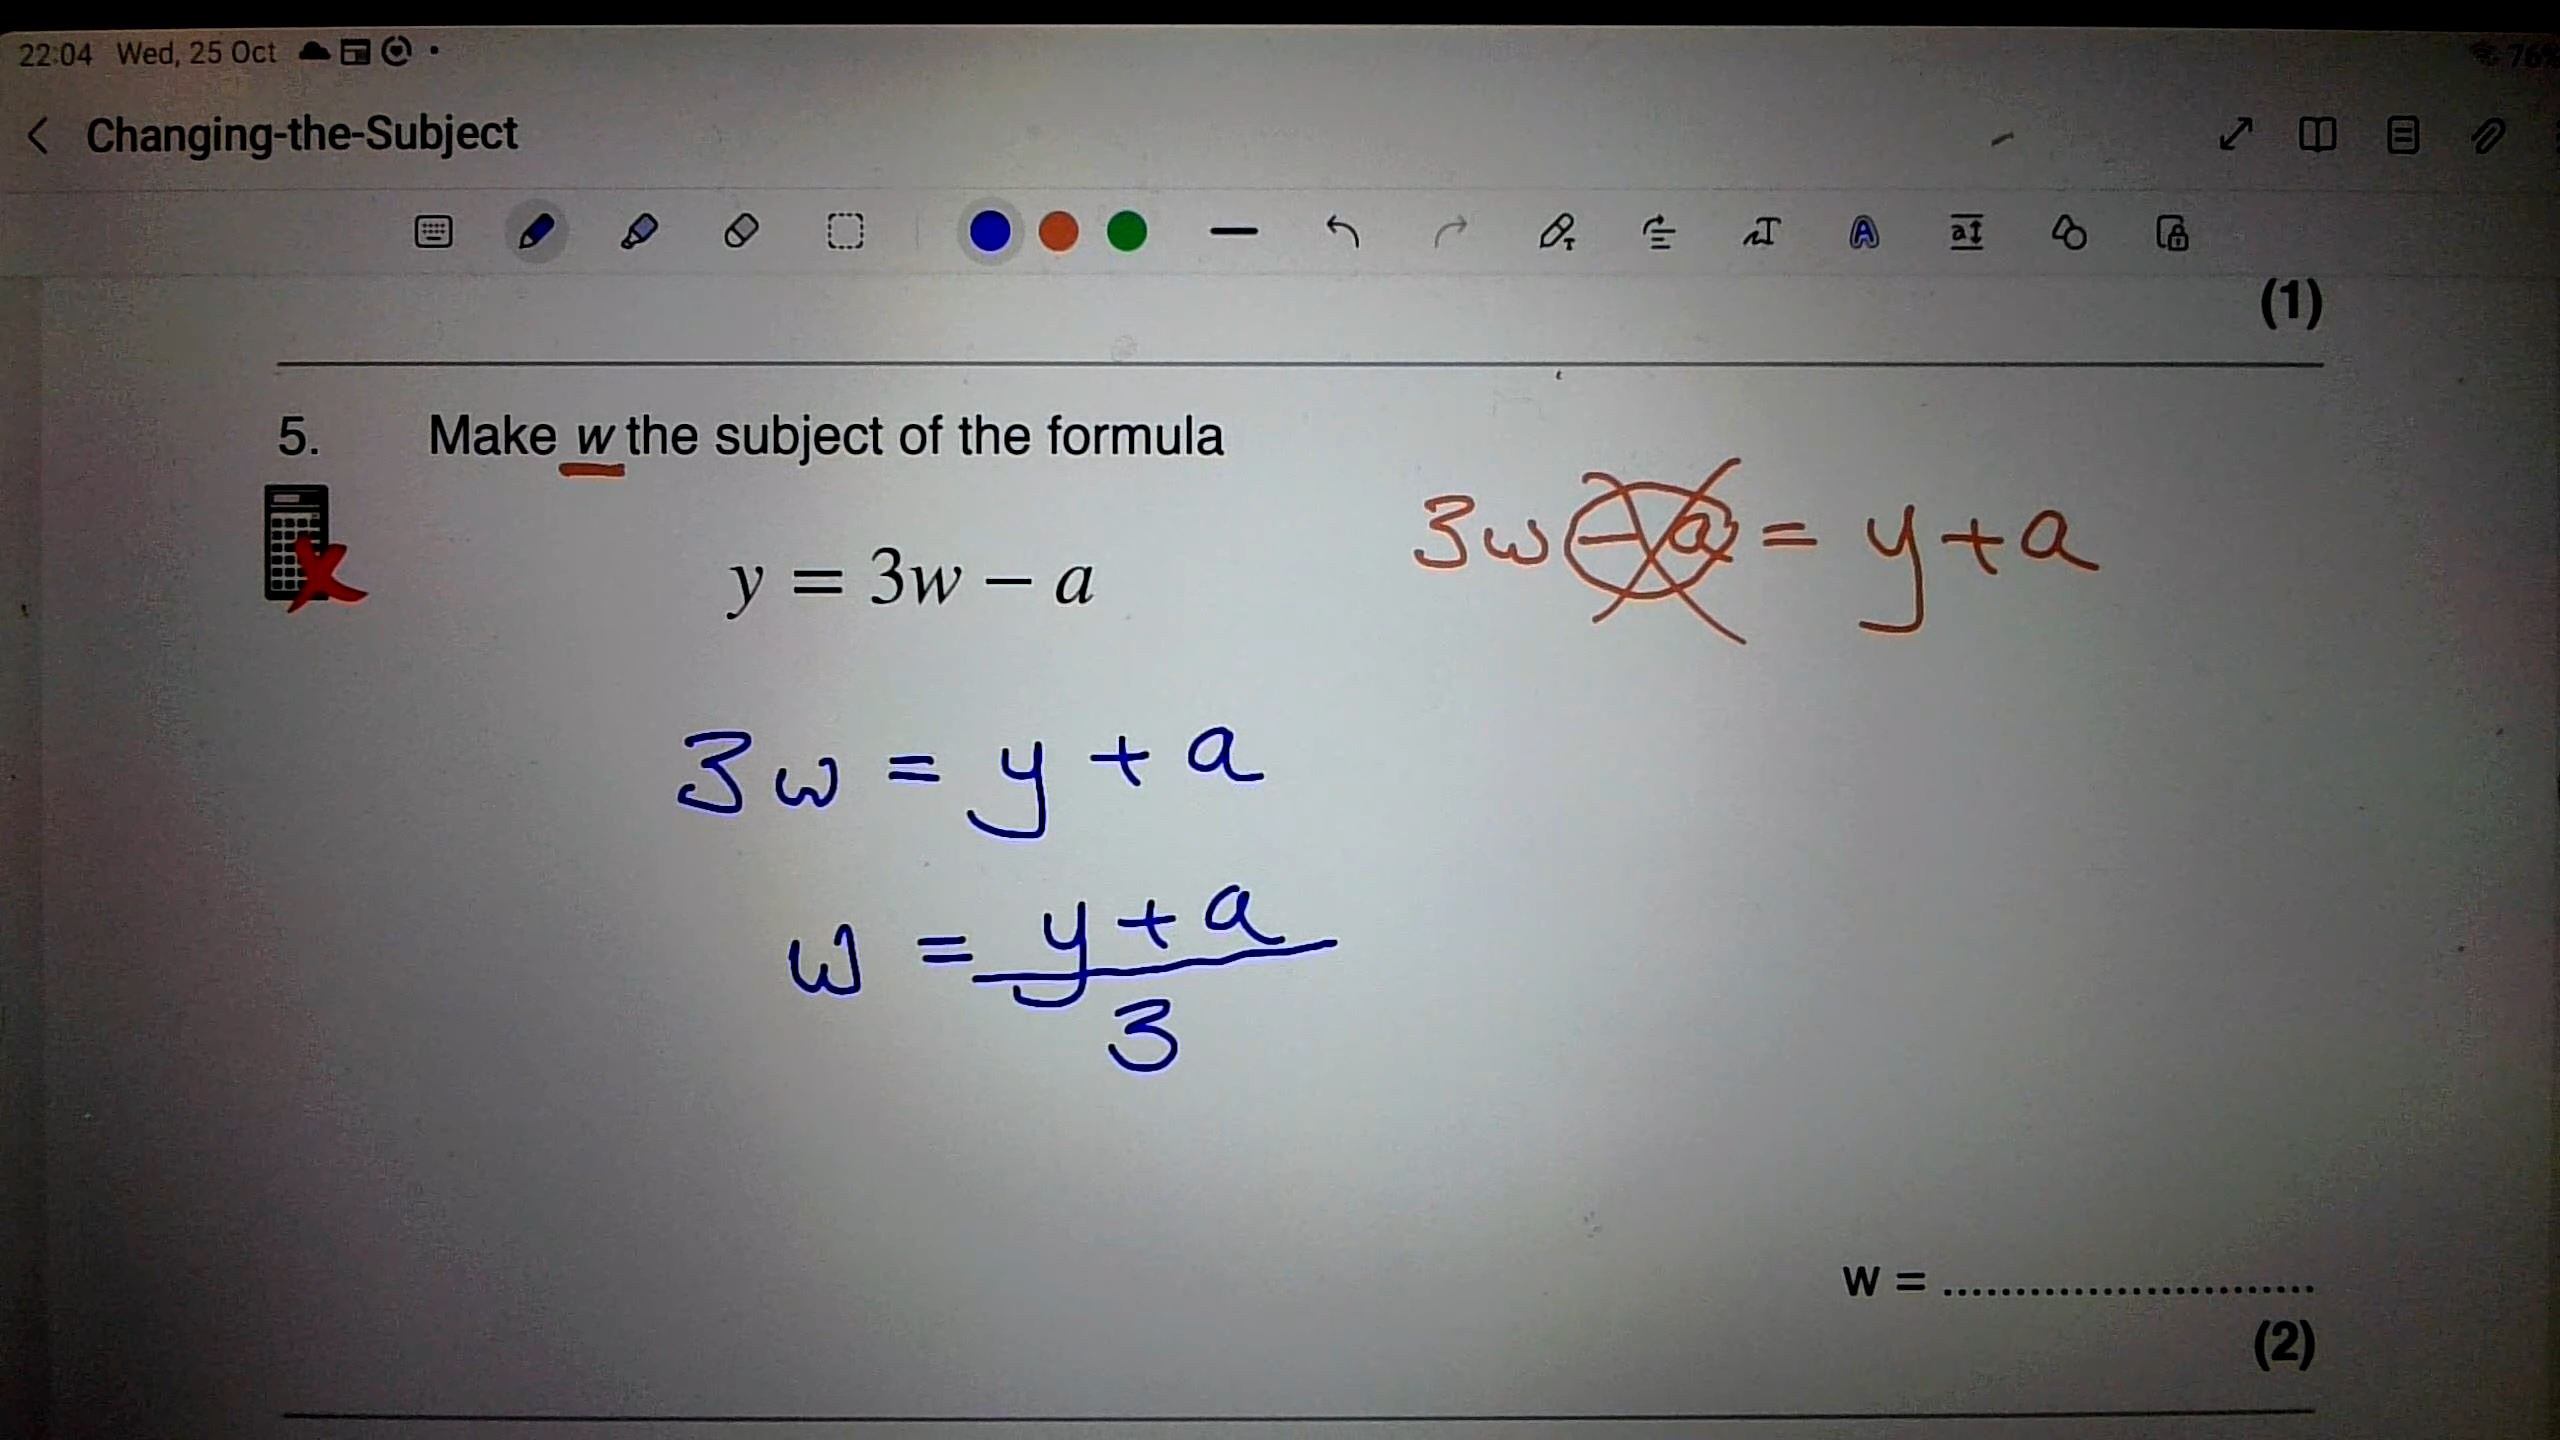 22:04 Wed, 25 Oct
76%
Changing-the-Subject
(1)
5. Make w the subject of the formula
y = 3w – a
3w – a = y + a
3w = y + a
w = y + a
3
w = ..........................
(2)